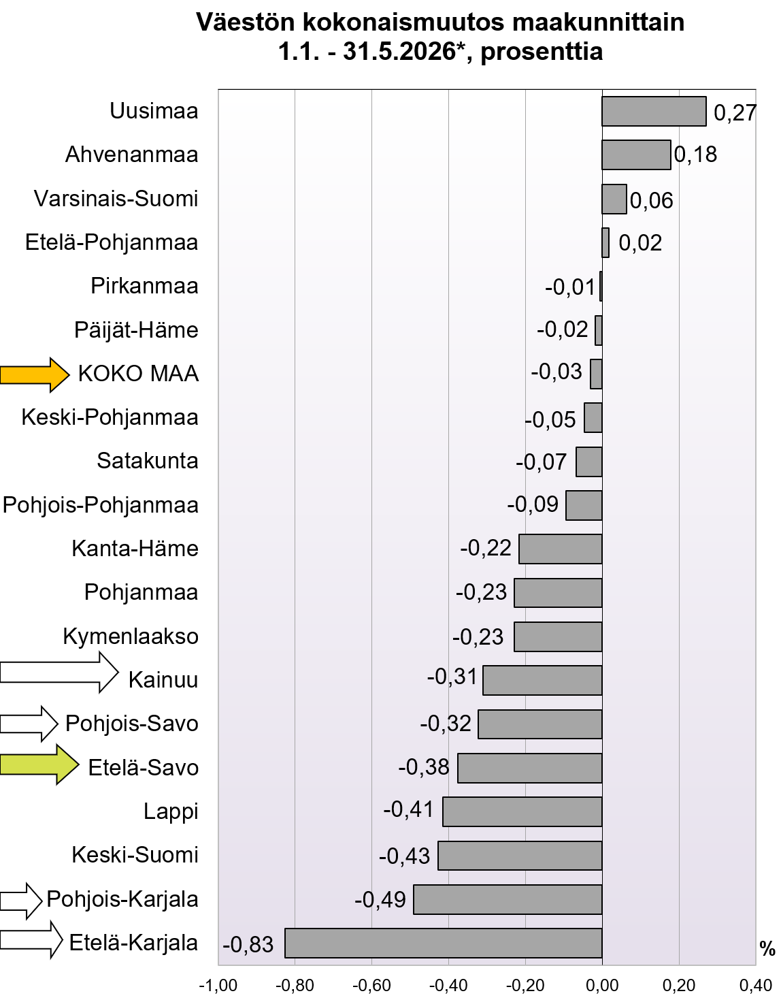 Väestön kokonaismuutos maakunnittain
1.1. - 31.5.2026*, prosenttia
Uusimaa 0,27
Ahvenanmaa 0,18
Varsinais-Suomi 0,06
Etelä-Pohjanmaa 0,02
Pirkanmaa -0,01
Päijät-Häme -0,02
KOKO MAA -0,03
Keski-Pohjanmaa -0,05
Satakunta -0,07
Pohjois-Pohjanmaa -0,09
Kanta-Häme -0,22
Pohjanmaa -0,23
Kymenlaakso -0,23
Kainuu -0,31
Pohjois-Savo -0,32
Etelä-Savo -0,38
Lappi -0,41
Keski-Suomi -0,43
Pohjois-Karjala -0,49
Etelä-Karjala -0,83 %
-1,00 -0,80 -0,60 -0,40 -0,20 0,00 0,20 0,40